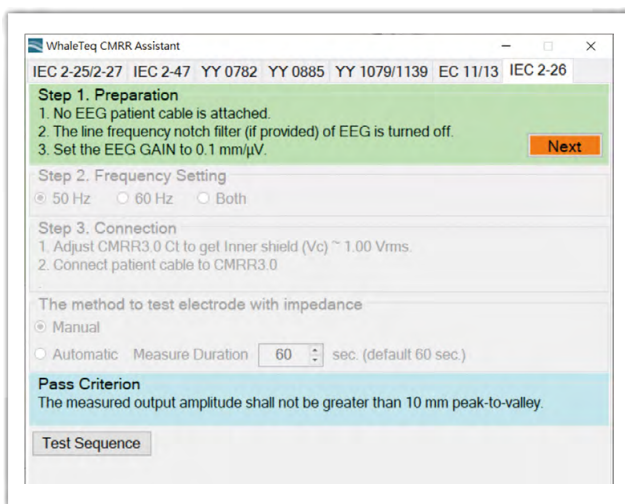 WhaleTeq CMRR Assistant
IEC 2-25/2-27 IEC 2-47 YY 0782 YY 0885 YY 1079/1139 EC 11/13 IEC 2-26
Step 1. Preparation
1. No EEG patient cable is attached.
2. The line frequency notch filter (if provided) of EEG is turned off.
3. Set the EEG GAIN to 0.1 mm/µV.
Next
Step 2. Frequency Setting
50 Hz 60 Hz Both
Step 3. Connection
1. Adjust CMRR3.0 Ct to get Inner shield (Vc) ~ 1.00 Vrms.
2. Connect patient cable to CMRR3.0
.
The method to test electrode with impedance
Manual
Automatic Measure Duration 60 sec. (default 60 sec.)
Pass Criterion
The measured output amplitude shall not be greater than 10 mm peak-to-valley.
Test Sequence